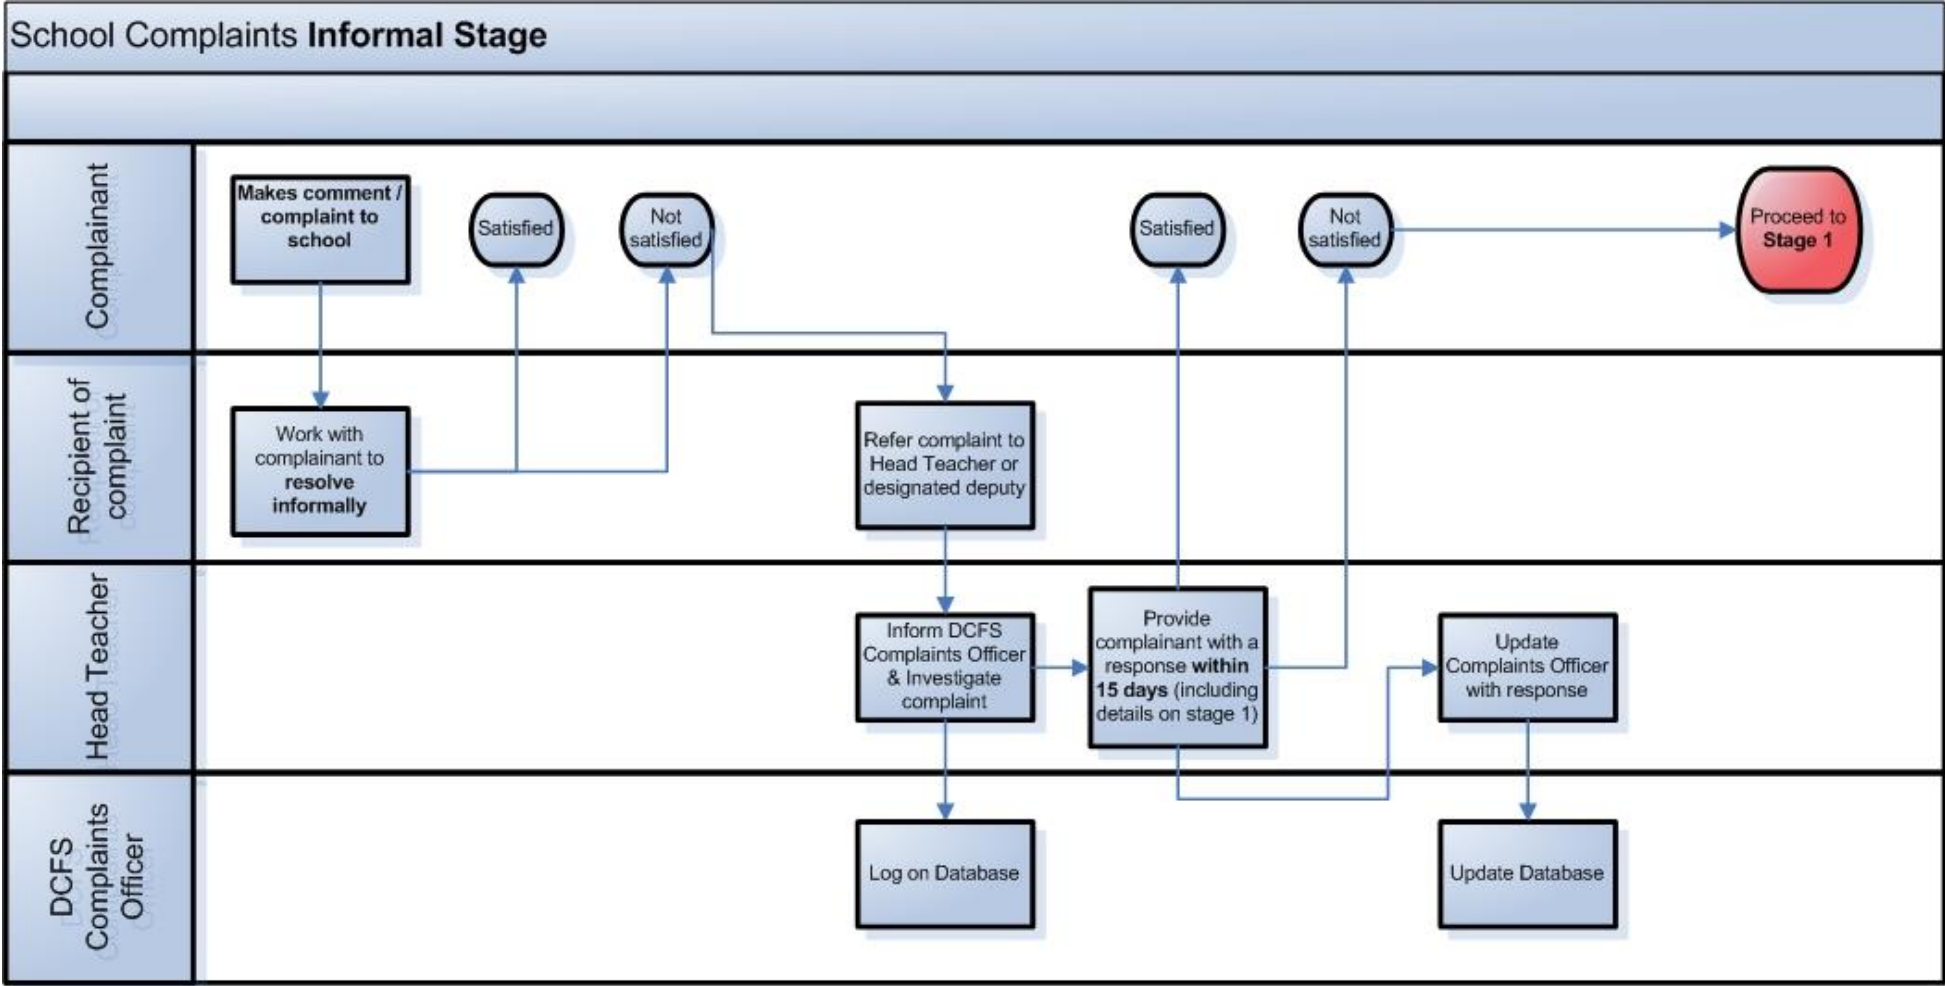 School Complaints Informal Stage
Complainant
Makes comment /
complaint to
school
Satisfied
Not
satisfied
Satisfied
Not
satisfied
Proceed to
Stage 1
Recipient of
complaint
Work with
complainant to
resolve
informally
Refer complaint to
Head Teacher or
designated deputy
Head Teacher
Inform DCFS
Complaints Officer
& Investigate
complaint
Provide
complainant with a
response within
15 days (including
details on stage 1)
Update
Complaints Officer
with response
DCFS
Complaints
Officer
Log on Database
Update Database